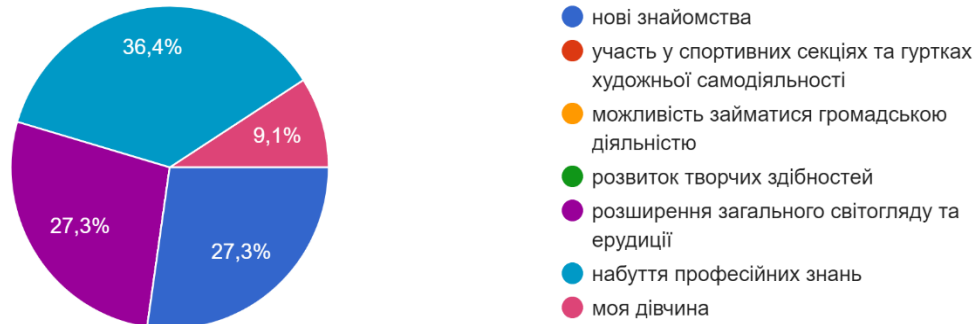 36,4%
9,1%
27,3%
27,3%
нові знайомства
участь у спортивних секціях та гуртках
художньої самодіяльності
можливість займатися громадською
діяльністю
розвиток творчих здібностей
розширення загального світогляду та
ерудиції
набуття професійних знань
моя дівчина